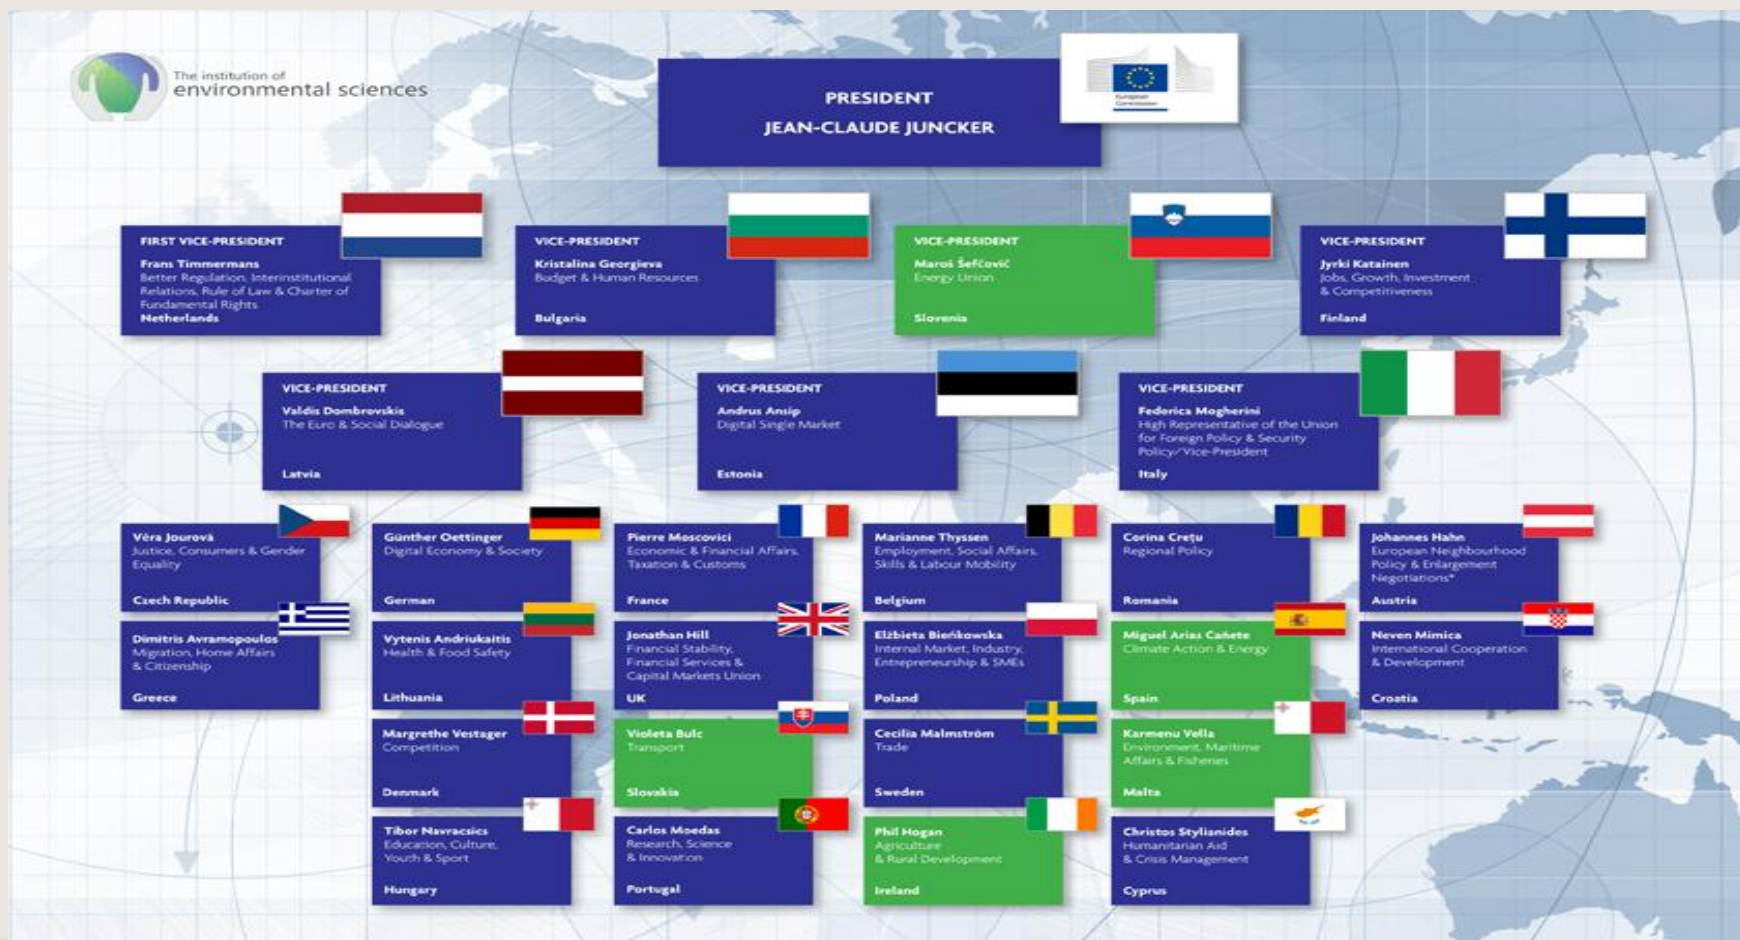 The institution of
environmental sciences
European
Commission
PRESIDENT
JEAN-CLAUDE JUNCKER
FIRST VICE-PRESIDENT
Frans Timmermans
Better Regulation, Interinstitutional
Relations, Rule of Law & Charter of
Fundamental Rights
Netherlands
VICE-PRESIDENT
Kristalina Georgieva
Budget & Human Resources
Bulgaria
VICE-PRESIDENT
Maroš Šefčovič
Energy Union
Slovenia
VICE-PRESIDENT
Jyrki Katainen
Jobs, Growth, Investment
& Competitiveness
Finland
VICE-PRESIDENT
Valdis Dombrovskis
The Euro & Social Dialogue
Latvia
VICE-PRESIDENT
Andrus Ansip
Digital Single Market
Estonia
VICE-PRESIDENT
Federica Mogherini
High Representative of the Union
for Foreign Policy & Security
Policy/Vice-President
Italy
Věra Jourová
Justice, Consumers & Gender
Equality
Czech Republic
Günther Oettinger
Digital Economy & Society
German
Pierre Moscovici
Economic & Financial Affairs,
Taxation & Customs
France
Marianne Thyssen
Employment, Social Affairs,
Skills & Labour Mobility
Belgium
Corina Crețu
Regional Policy
Romania
Johannes Hahn
European Neighbourhood
Policy & Enlargement
Negotiations*
Austria
Dimitris Avramopoulos
Migration, Home Affairs
& Citizenship
Greece
Vytenis Andriukaitis
Health & Food Safety
Lithuania
Jonathan Hill
Financial Stability,
Financial Services &
Capital Markets Union
UK
Elżbieta Bieńkowska
Internal Market, Industry,
Entrepreneurship & SMEs
Poland
Miguel Arias Cañete
Climate Action & Energy
Spain
Neven Mimica
International Cooperation
& Development
Croatia
Margrethe Vestager
Competition
Denmark
Violeta Bulc
Transport
Slovakia
Cecilia Malmström
Trade
Sweden
Karmenu Vella
Environment, Maritime
Affairs & Fisheries
Malta
Tibor Navracsics
Education, Culture,
Youth & Sport
Hungary
Carlos Moedas
Research, Science
& Innovation
Portugal
Phil Hogan
Agriculture
& Rural Development
Ireland
Christos Stylianides
Humanitarian Aid
& Crisis Management
Cyprus